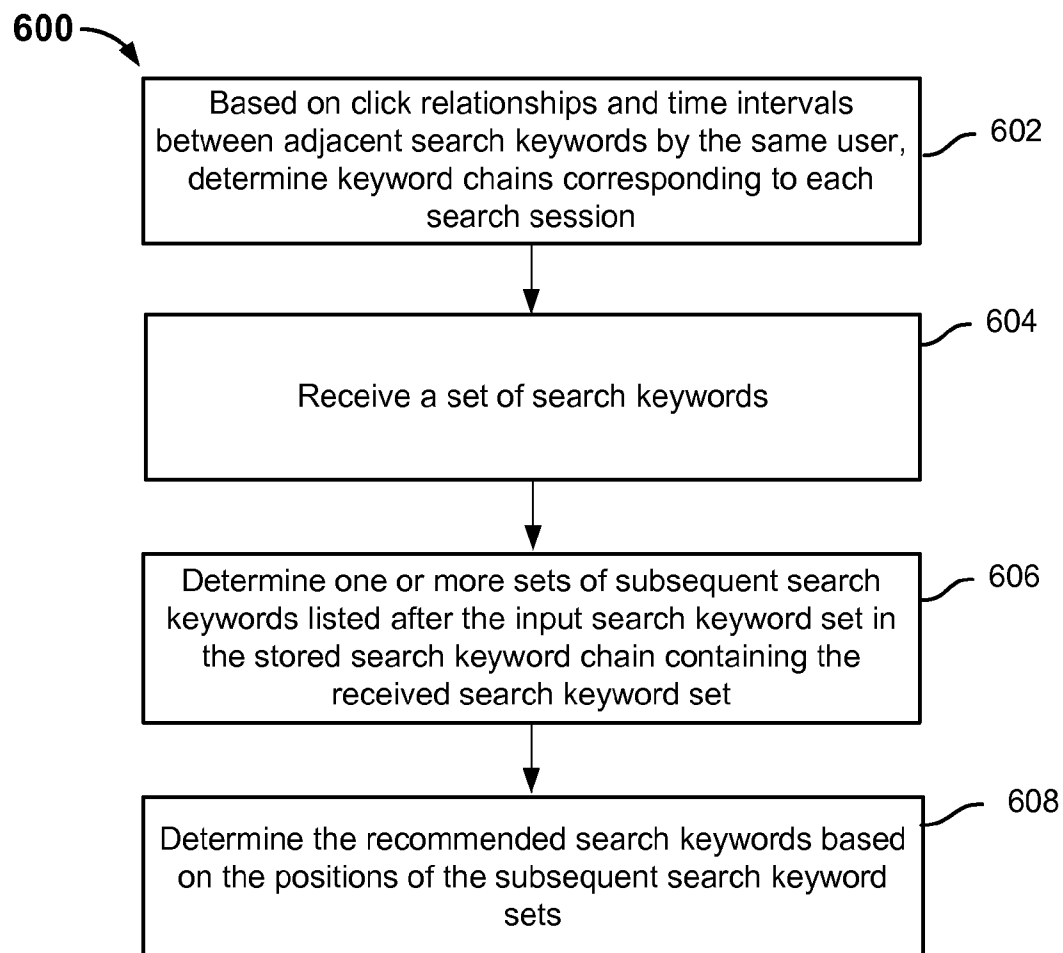 600
Based on click relationships and time intervals
between adjacent search keywords by the same user,
determine keyword chains corresponding to each
search session
602
Receive a set of search keywords
604
Determine one or more sets of subsequent search
keywords listed after the input search keyword set in
the stored search keyword chain containing the
received search keyword set
606
Determine the recommended search keywords based
on the positions of the subsequent search keyword
sets
608